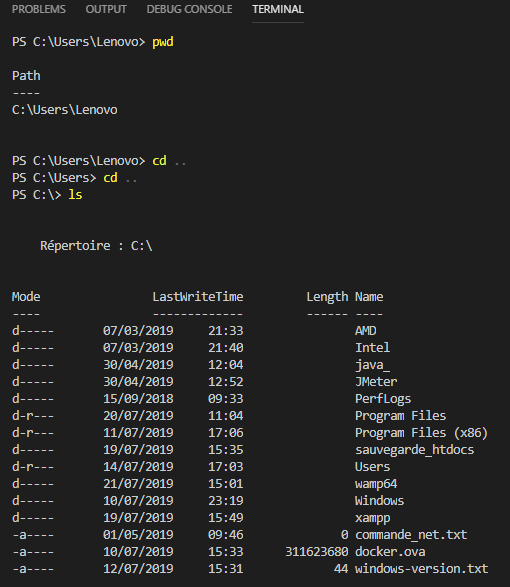 PROBLEMS OUTPUT DEBUG CONSOLE TERMINAL
PS C:\Users\Lenovo> pwd
Path
----
C:\Users\Lenovo
PS C:\Users\Lenovo> cd ..
PS C:\Users> cd ..
PS C:\> ls
Répertoire : C:\
Mode LastWriteTime Length Name
---- ------------- ------ ----
d----- 07/03/2019 21:33 AMD
d----- 07/03/2019 21:40 Intel
d----- 30/04/2019 12:04 java_
d----- 30/04/2019 12:52 JMeter
d----- 15/09/2018 09:33 PerfLogs
d-r--- 20/07/2019 11:04 Program Files
d-r--- 11/07/2019 17:06 Program Files (x86)
d----- 19/07/2019 15:35 sauvegarde_htdocs
d-r--- 14/07/2019 17:03 Users
d----- 21/07/2019 15:01 wamp64
d----- 10/07/2019 23:19 Windows
d----- 19/07/2019 15:49 xampp
-a---- 01/05/2019 09:46 0 commande_net.txt
-a---- 10/07/2019 15:33 311623680 docker.ova
-a---- 12/07/2019 15:31 44 windows-version.txt